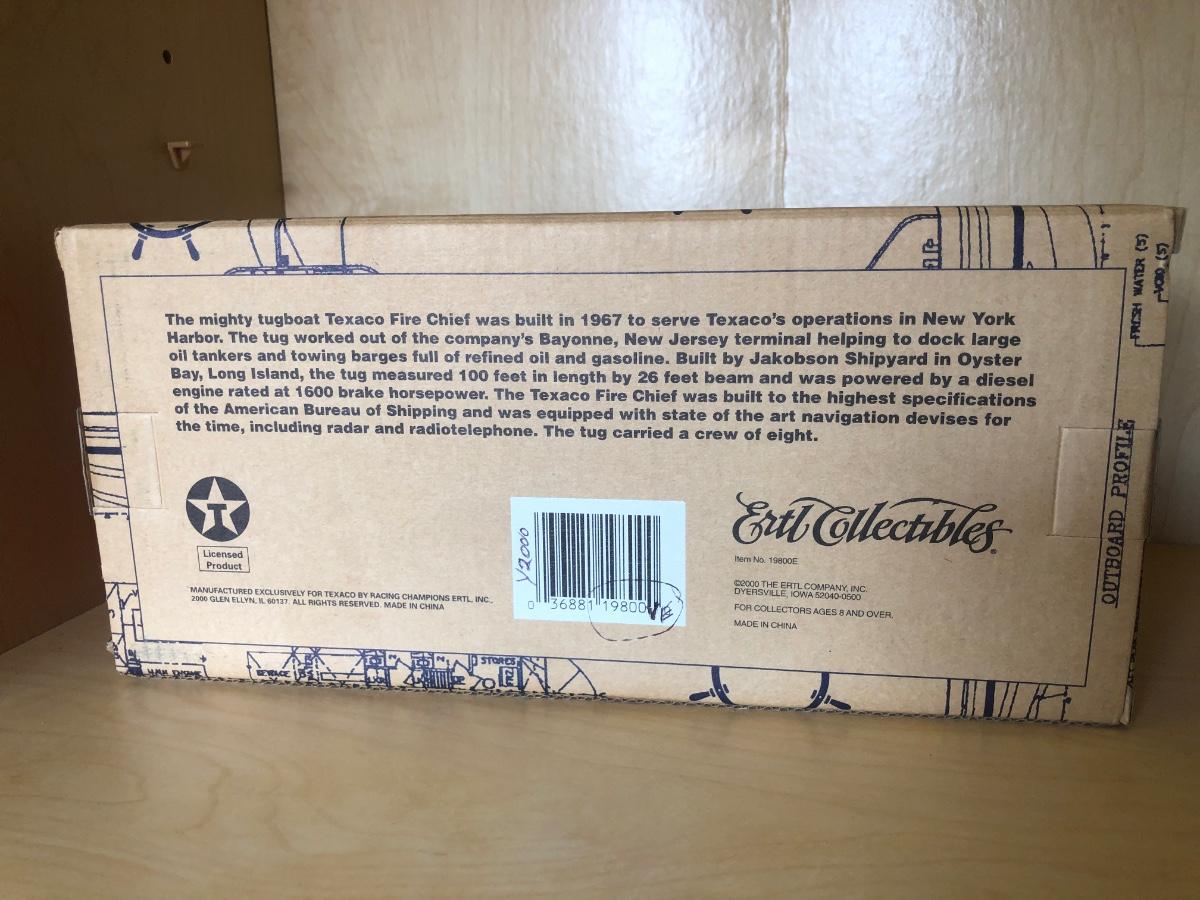 FRESH WATER (S)
VOID (S)
The mighty tugboat Texaco Fire Chief was built in 1967 to serve Texaco's operations in New York
Harbor. The tug worked out of the company's Bayonne, New Jersey terminal helping to dock large
oil tankers and towing barges full of refined oil and gasoline. Built by Jakobson Shipyard in Oyster
Bay, Long Island, the tug measured 100 feet in length by 26 feet beam and was powered by a diesel
engine rated at 1600 brake horsepower. The Texaco Fire Chief was built to the highest specifications
of the American Bureau of Shipping and was equipped with state of the art navigation devises for
the time, including radar and radiotelephone. The tug carried a crew of eight.
OUTBOARD PROFILE
T
Licensed
Product
MANUFACTURED EXCLUSIVELY FOR TEXACO BY RACING CHAMPIONS ERTL, INC.,
2000 GLEN ELLYN, IL 60137. ALL RIGHTS RESERVED. MADE IN CHINA
Y2000
0 36881 19800
E
Ertl Collectibles®
Item No. 19800E
©2000 THE ERTL COMPANY, INC.
DYERSVILLE, IOWA 52040-0500
FOR COLLECTORS AGES 8 AND OVER.
MADE IN CHINA
STORES